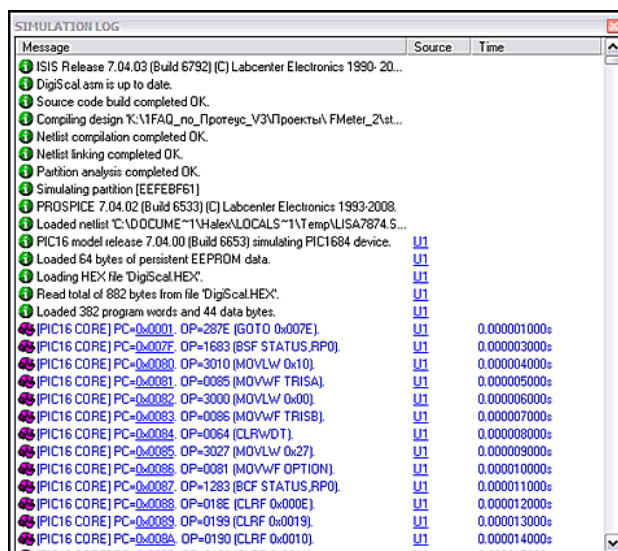 SIMULATION LOG
Message Source Time
ISIS Release 7.04.03 (Build 6792) (C) Labcenter Electronics 1990- 20...
DigiScal.asm is up to date.
Source code build completed OK.
Compiling design 'K:\1FAQ_по_Протеус_V3\Проекты\ FMeter_2\st...
Netlist compilation completed OK.
Netlist linking completed OK.
Partition analysis completed OK.
Simulating partition [EEFEBF61]
PROSPICE 7.04.02 (Build 6533) (C) Labcenter Electronics 1993-2008.
Loaded netlist 'C:\DOCUME~1\Halex\LOCALS~1\Temp\LISA7874.S...
PIC16 model release 7.04.00 (Build 6653) simulating PIC1684 device. U1
Loaded 64 bytes of persistent EEPROM data. U1
Loading HEX file 'DigiScal.HEX'. U1
Read total of 882 bytes from file 'DigiScal.HEX'. U1
Loaded 382 program words and 44 data bytes. U1
[PIC16 CORE] PC=0x0001. OP=287E (GOTO 0x007E). U1 0.000001000s
[PIC16 CORE] PC=0x007F. OP=1683 (BSF STATUS,RP0). U1 0.000003000s
[PIC16 CORE] PC=0x0080. OP=3010 (MOVLW 0x10). U1 0.000004000s
[PIC16 CORE] PC=0x0081. OP=0085 (MOVWF TRISA). U1 0.000005000s
[PIC16 CORE] PC=0x0082. OP=3000 (MOVLW 0x00). U1 0.000006000s
[PIC16 CORE] PC=0x0083. OP=0086 (MOVWF TRISB). U1 0.000007000s
[PIC16 CORE] PC=0x0084. OP=0064 (CLRWDT). U1 0.000008000s
[PIC16 CORE] PC=0x0085. OP=3027 (MOVLW 0x27). U1 0.000009000s
[PIC16 CORE] PC=0x0086. OP=0081 (MOVWF OPTION). U1 0.000010000s
[PIC16 CORE] PC=0x0087. OP=1283 (BCF STATUS,RP0). U1 0.000011000s
[PIC16 CORE] PC=0x0088. OP=018E (CLRF 0x000E). U1 0.000012000s
[PIC16 CORE] PC=0x0089. OP=0199 (CLRF 0x0019). U1 0.000013000s
[PIC16 CORE] PC=0x008A. OP=0190 (CLRF 0x0010). U1 0.000014000s